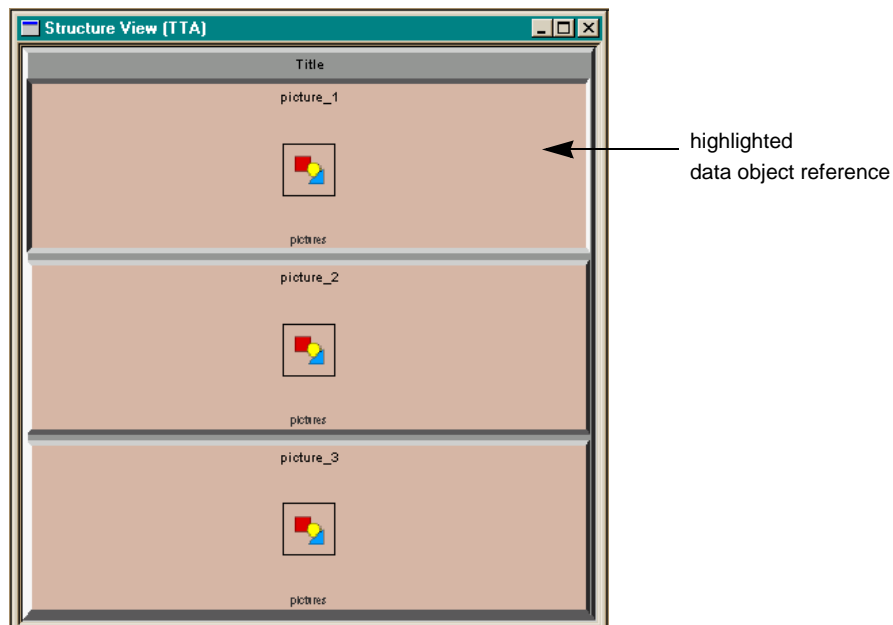 Structure View (TTA)
Title
picture_1
highlighted
data object reference
pictures
picture_2
pictures
picture_3
pictures